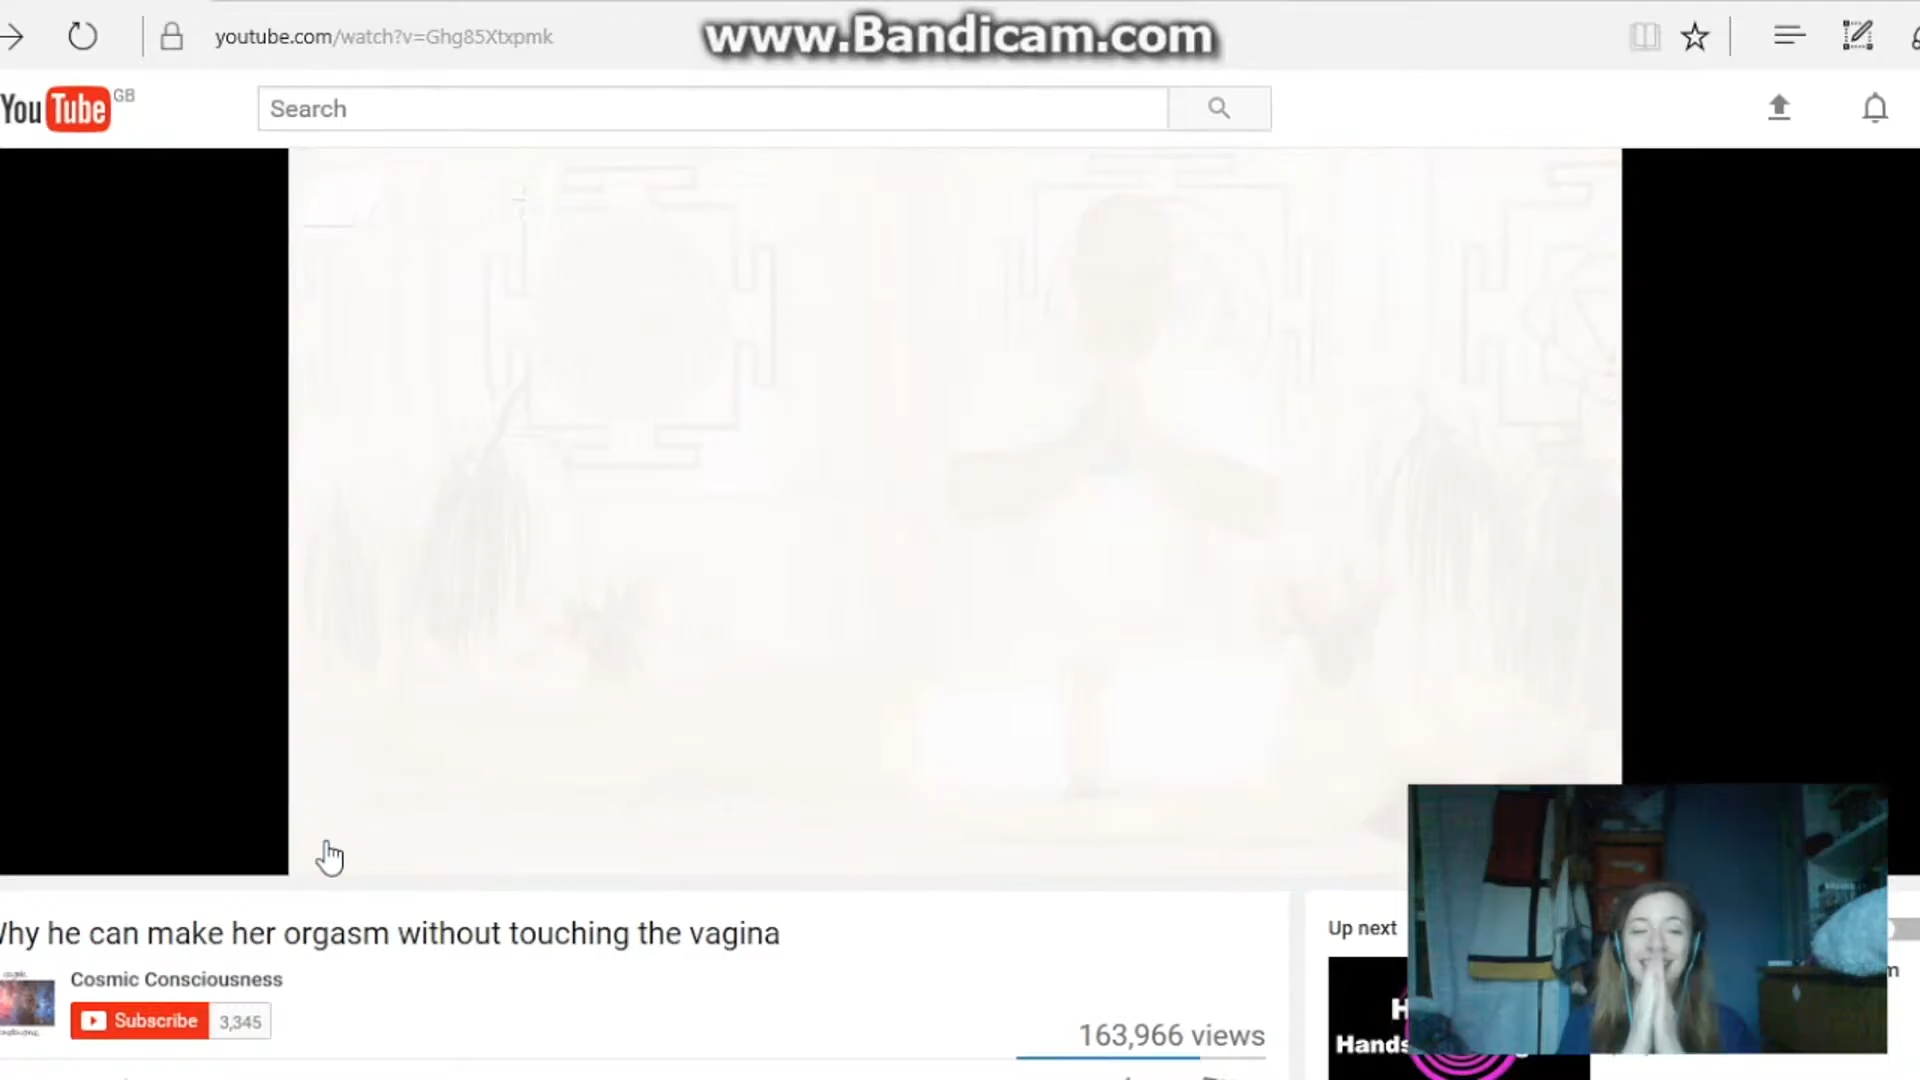 youtube.com/watch?v=Ghg85Xtxpmk
www.Bandicam.com
YouTube GB
Search
Why he can make her orgasm without touching the vagina
Cosmic Consciousness
Subscribe 3,345
163,966 views
Up next